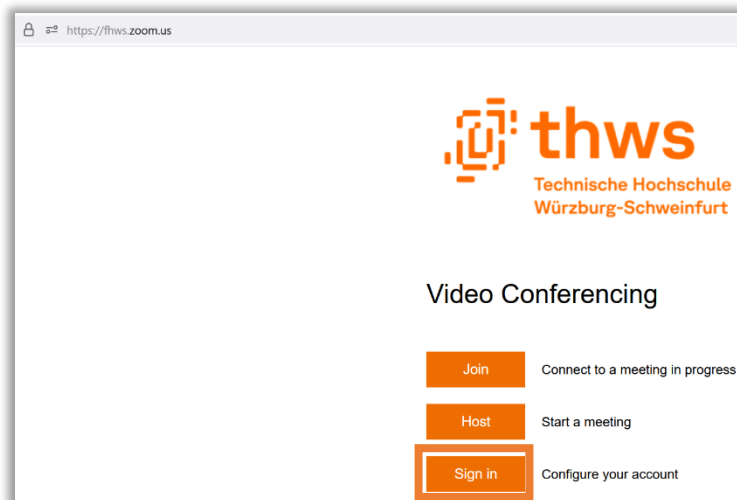 https://fhws.zoom.us
thws
Technische Hochschule
Würzburg-Schweinfurt
Video Conferencing
Join Connect to a meeting in progress
Host Start a meeting
Sign in Configure your account